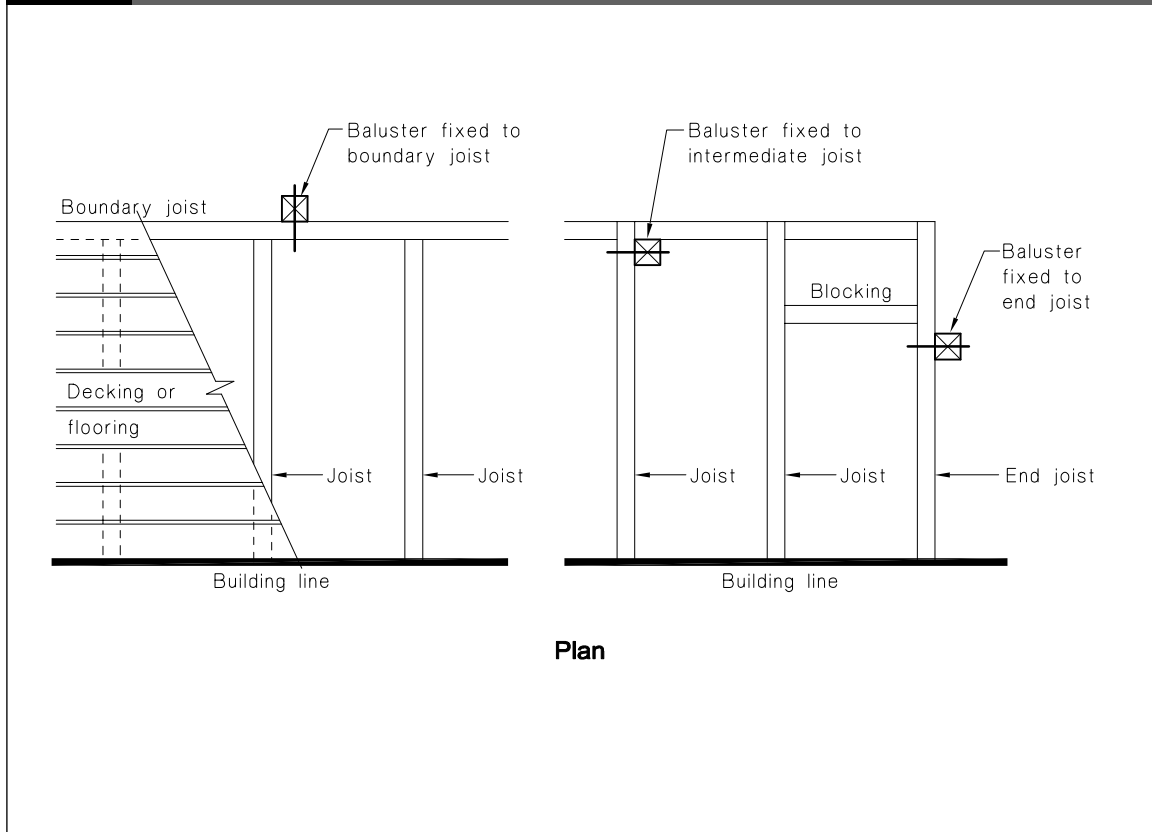 Baluster fixed to
boundary joist
Baluster fixed to
intermediate joist
Boundary joist
Baluster
fixed to
end joist
Blocking
Decking or
flooring
Joist
Joist
Joist
Joist
End joist
Building line
Building line
Plan